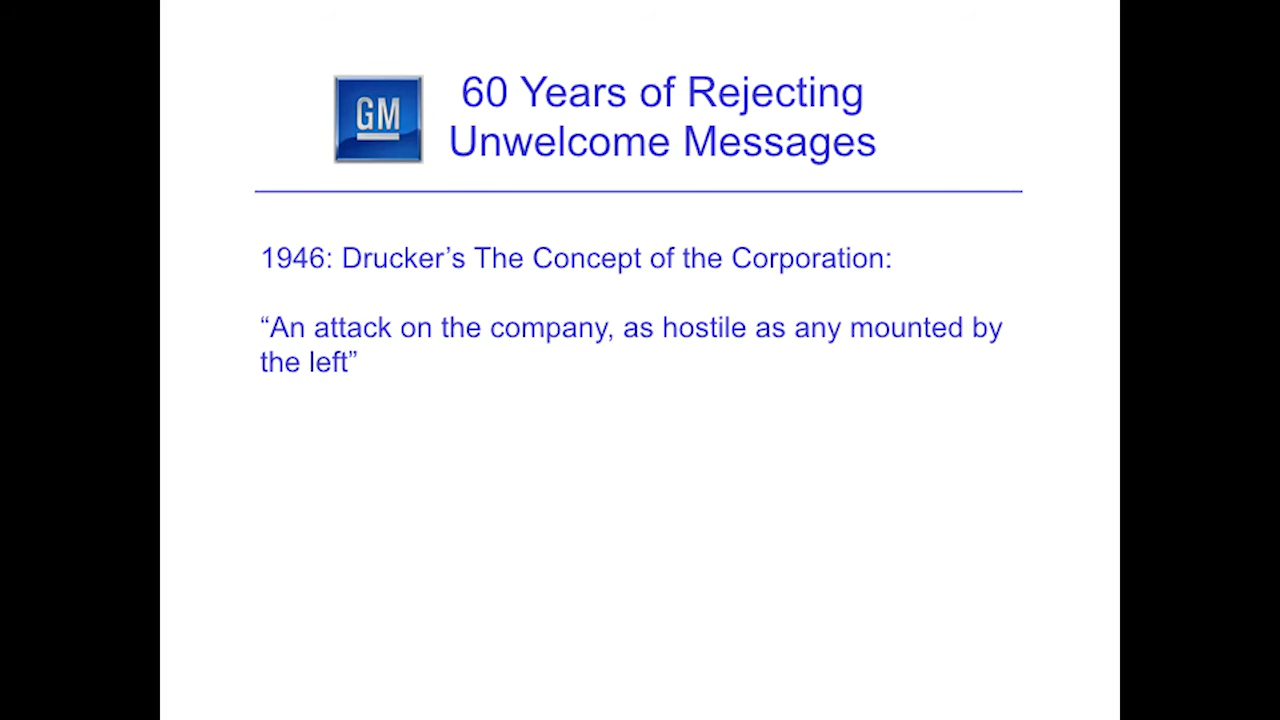 GM
60 Years of Rejecting
Unwelcome Messages
1946: Drucker’s The Concept of the Corporation:
“An attack on the company, as hostile as any mounted by
the left”